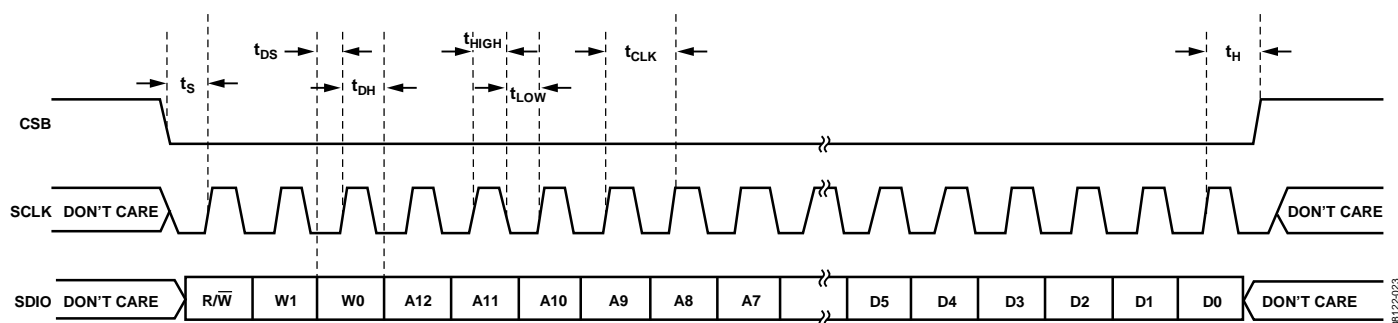 tDS
tHIGH
tCLK
tH
tS
tDH
tLOW
CSB
SCLK DON'T CARE
DON'T CARE
SDIO DON'T CARE
R/W̅
W1
W0
A12
A11
A10
A9
A8
A7
D5
D4
D3
D2
D1
D0
DON'T CARE